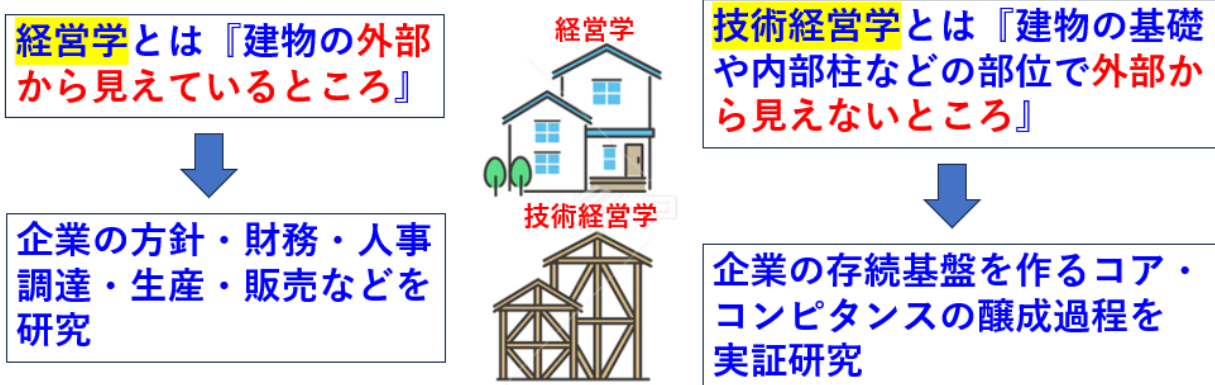 経営学とは『建物の外部
から見えているところ』
企業の方針・財務・人事
調達・生産・販売などを
研究
経営学
技術経営学
技術経営学とは『建物の基礎
や内部柱などの部位で外部か
ら見えないところ』
企業の存続基盤を作るコア・
コンピタンスの醸成過程を
実証研究